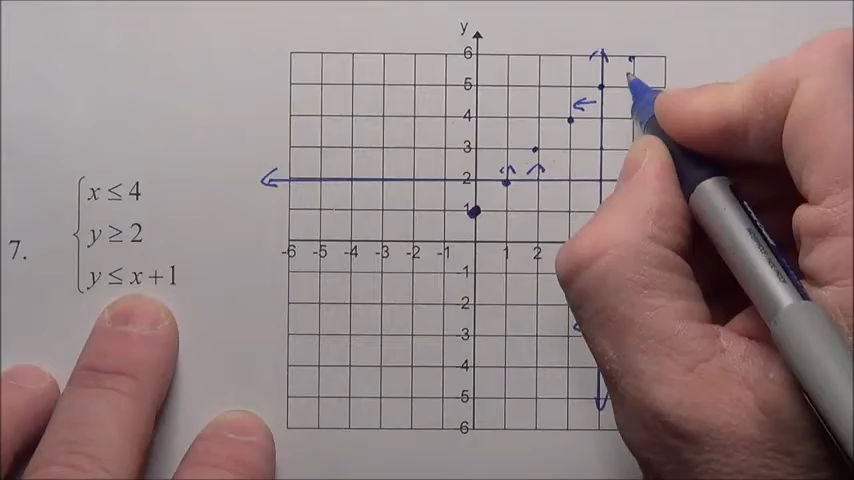 y
6
5
4
3
2
1
-6 -5 -4 -3 -2 -1 1 2
-1
-2
-3
-4
-5
-6
7.
x ≤ 4
y ≥ 2
y ≤ x + 1